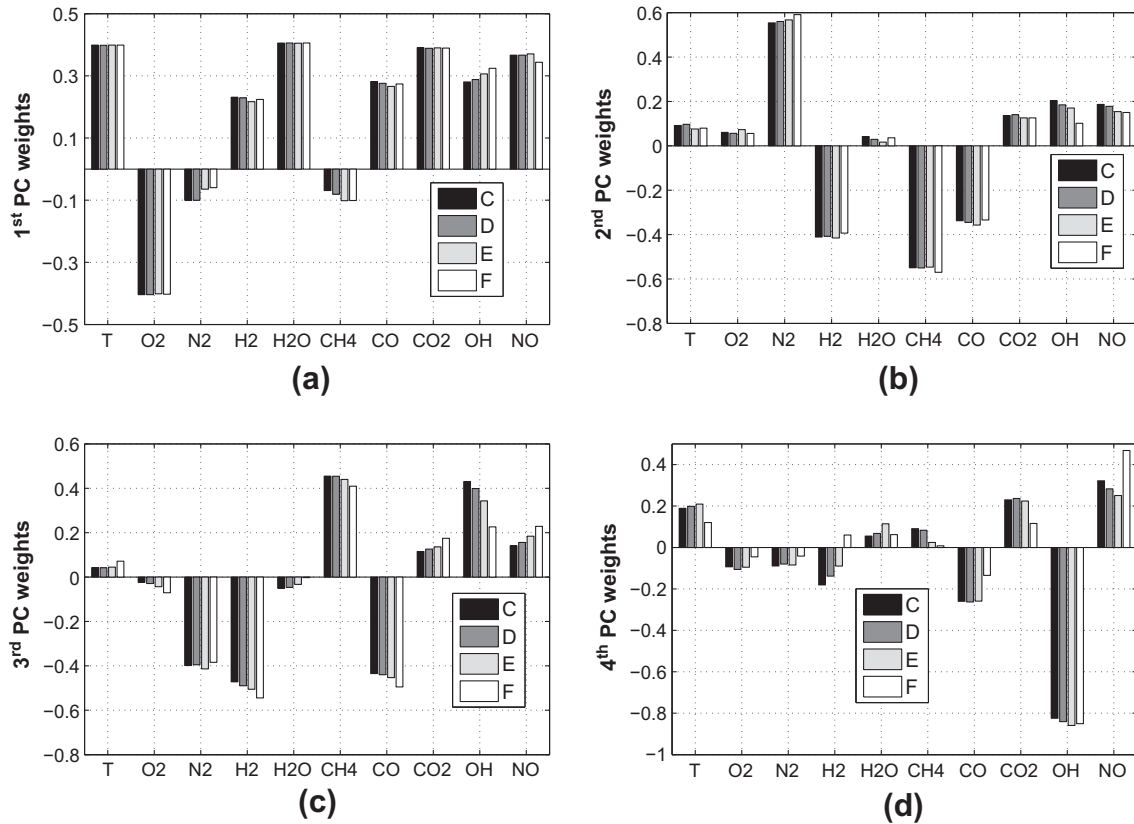 0.5
0.3
0.1
−0.1
−0.3
−0.5
1st PC weights
C
D
E
F
T O2 N2 H2 H2O CH4 CO CO2 OH NO
(a)
0.6
0.4
0.2
0
−0.2
−0.4
−0.6
−0.8
2nd PC weights
C
D
E
F
T O2 N2 H2 H2O CH4 CO CO2 OH NO
(b)
0.6
0.4
0.2
0
−0.2
−0.4
−0.6
−0.8
3rd PC weights
C
D
E
F
T O2 N2 H2 H2O CH4 CO CO2 OH NO
(c)
0.4
0.2
0
−0.2
−0.4
−0.6
−0.8
−1
4th PC weights
C
D
E
F
T O2 N2 H2 H2O CH4 CO CO2 OH NO
(d)